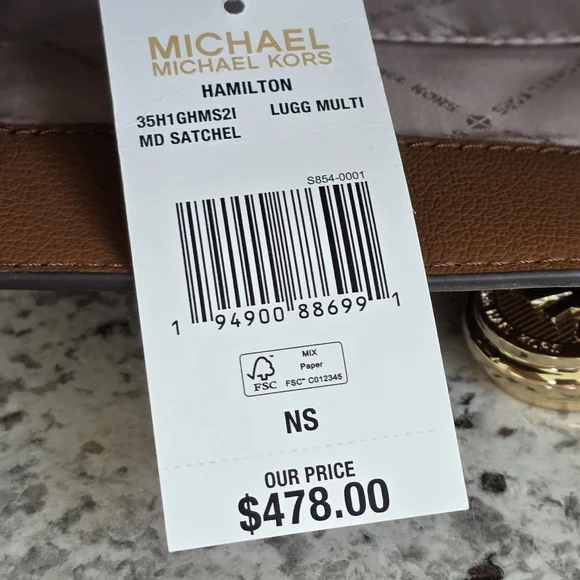 MICHAEL
MICHAEL KORS
HAMILTON
35H1GHMS2I LUGG MULTI
MD SATCHEL
S854-0001
1 94900 88699 1
FSC
MIX
Paper
FSC™ C012345
NS
OUR PRICE
$478.00